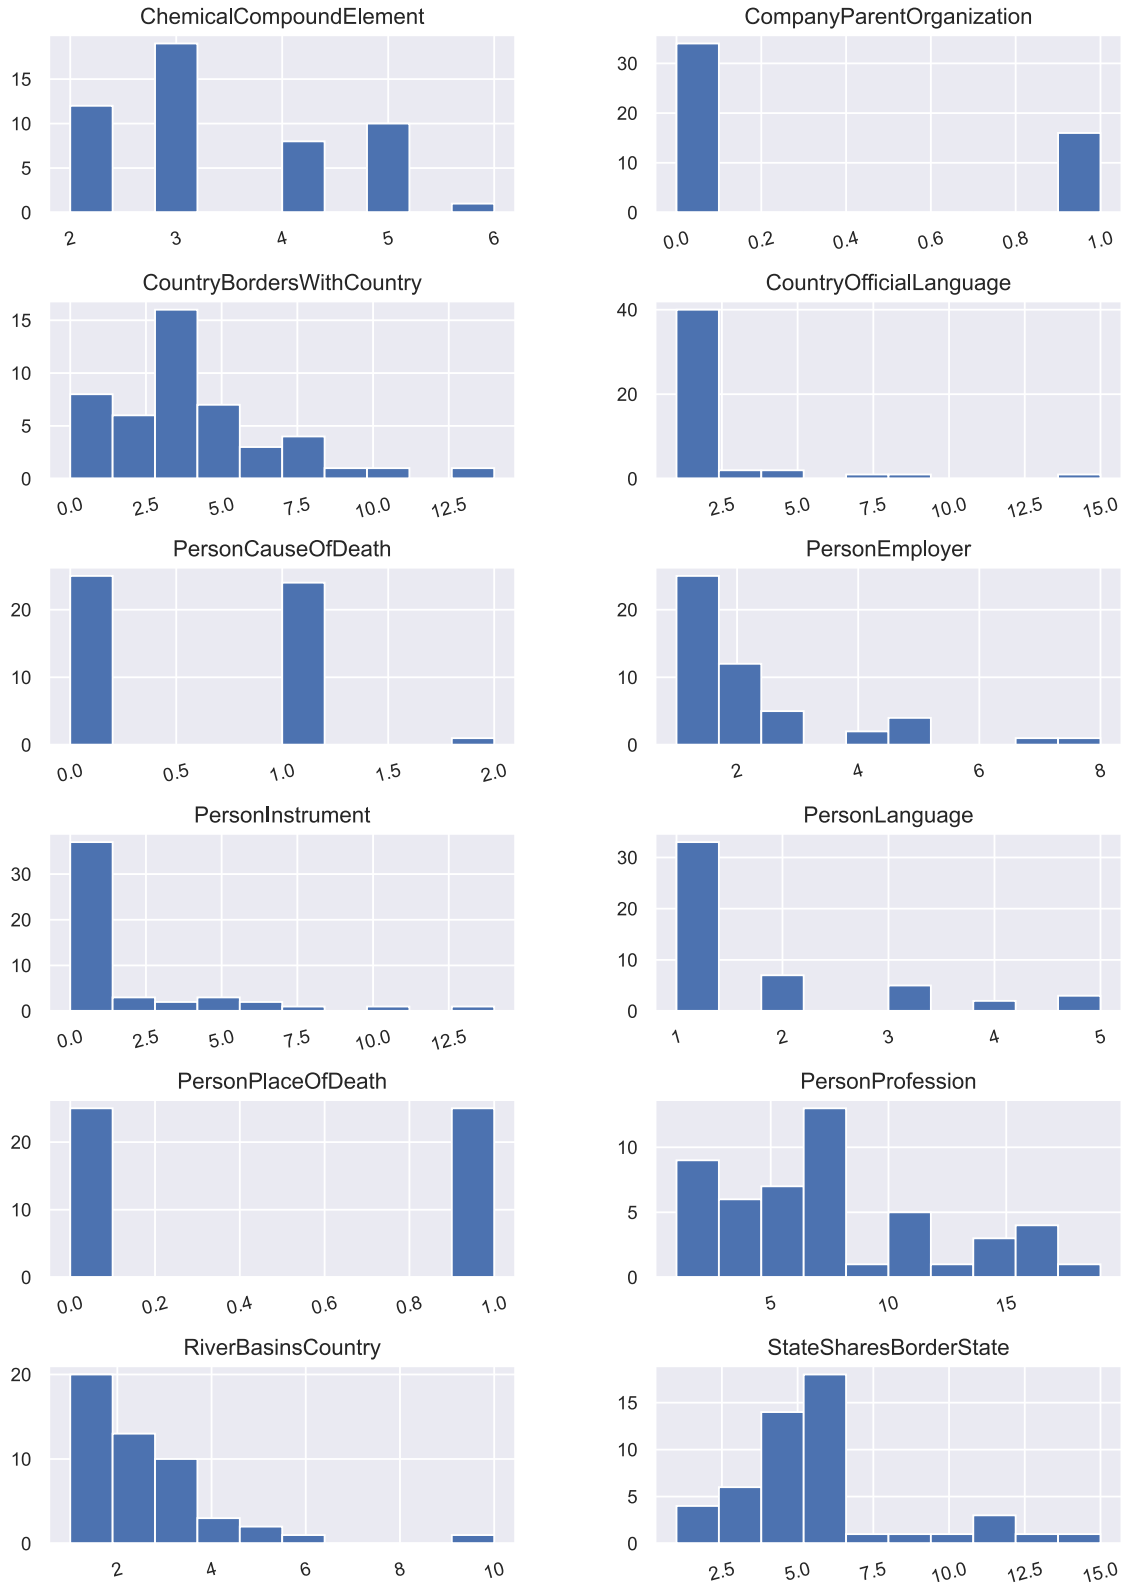 ChemicalCompoundElement
15
10
5
0
2 3 4 5 6
CompanyParentOrganization
30
20
10
0
0.0 0.2 0.4 0.6 0.8 1.0
CountryBordersWithCountry
15
10
5
0
0.0 2.5 5.0 7.5 10.0 12.5
CountryOfficialLanguage
40
20
0
2.5 5.0 7.5 10.0 12.5 15.0
PersonCauseOfDeath
20
10
0
0.0 0.5 1.0 1.5 2.0
PersonEmployer
20
10
0
2 4 6 8
PersonInstrument
30
20
10
0
0.0 2.5 5.0 7.5 10.0 12.5
PersonLanguage
30
20
10
0
1 2 3 4 5
PersonPlaceOfDeath
20
10
0
0.0 0.2 0.4 0.6 0.8 1.0
PersonProfession
10
5
0
5 10 15
RiverBasinsCountry
20
10
0
2 4 6 8 10
StateSharesBorderState
15
10
5
0
2.5 5.0 7.5 10.0 12.5 15.0